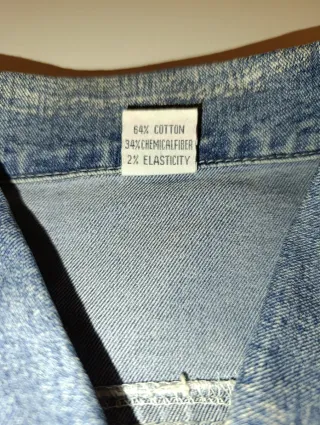 64% COTTON
34%CHEMICALFIBER
2% ELASTICITY